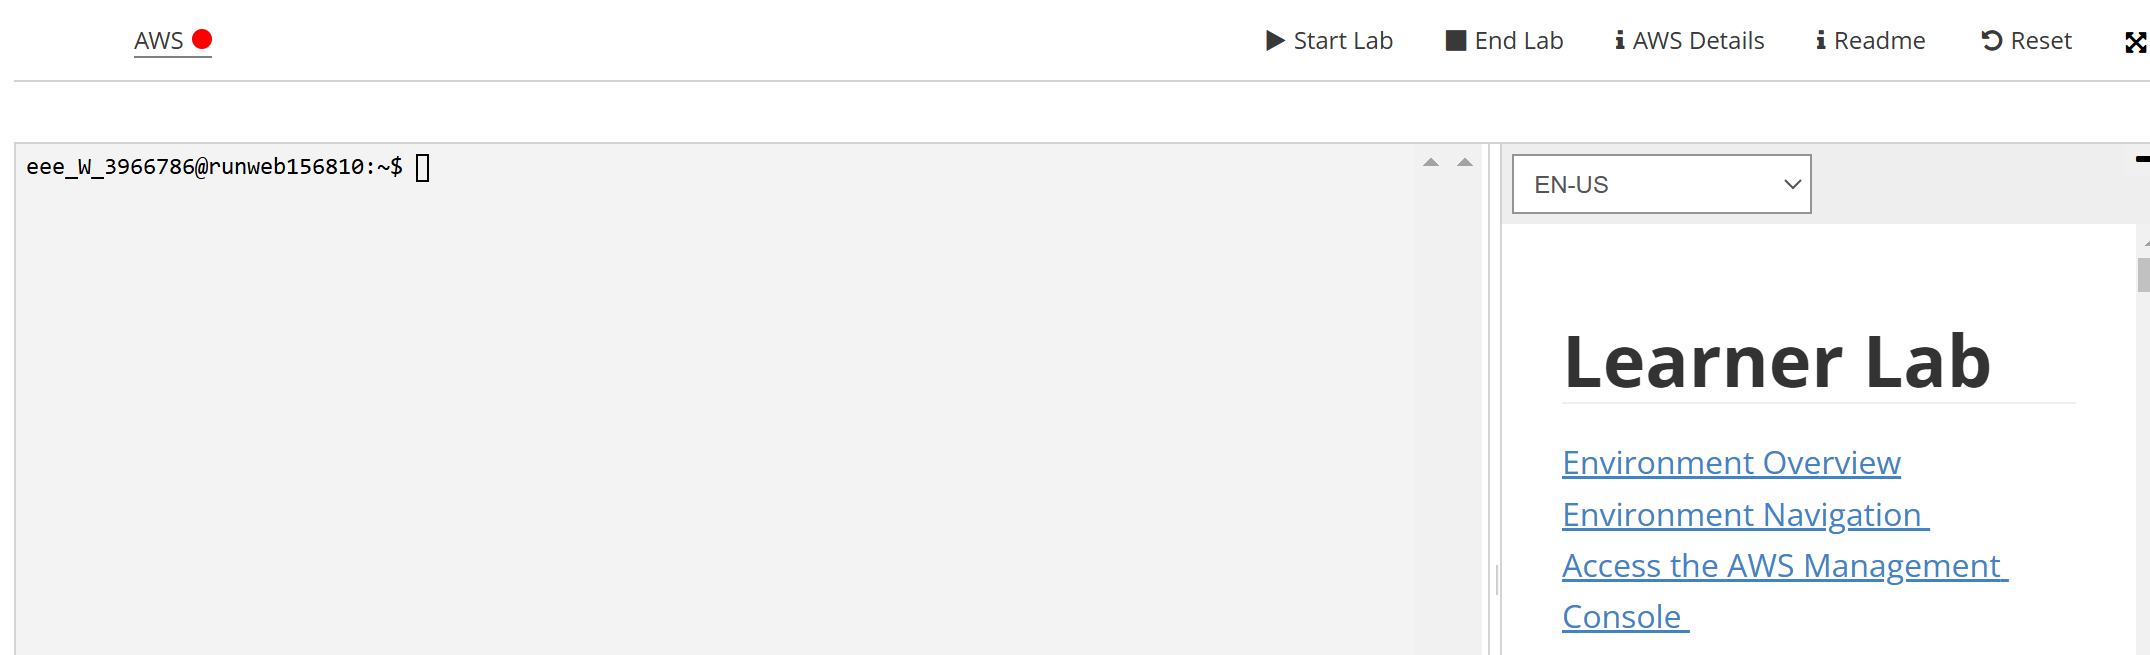 AWS
Start Lab
End Lab
AWS Details
Readme
Reset
eee_W_3966786@runweb156810:~$
EN-US
Learner Lab
Environment Overview
Environment Navigation
Access the AWS Management
Console